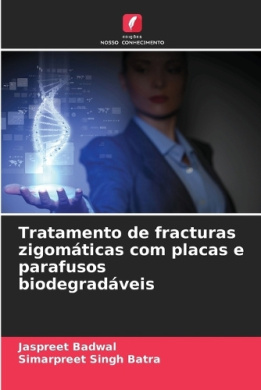 edições
NOSSO CONHECIMENTO
Tratamento de fracturas
zigomáticas com placas e
parafusos
biodegradáveis
Jaspreet Badwal
Simarpreet Singh Batra